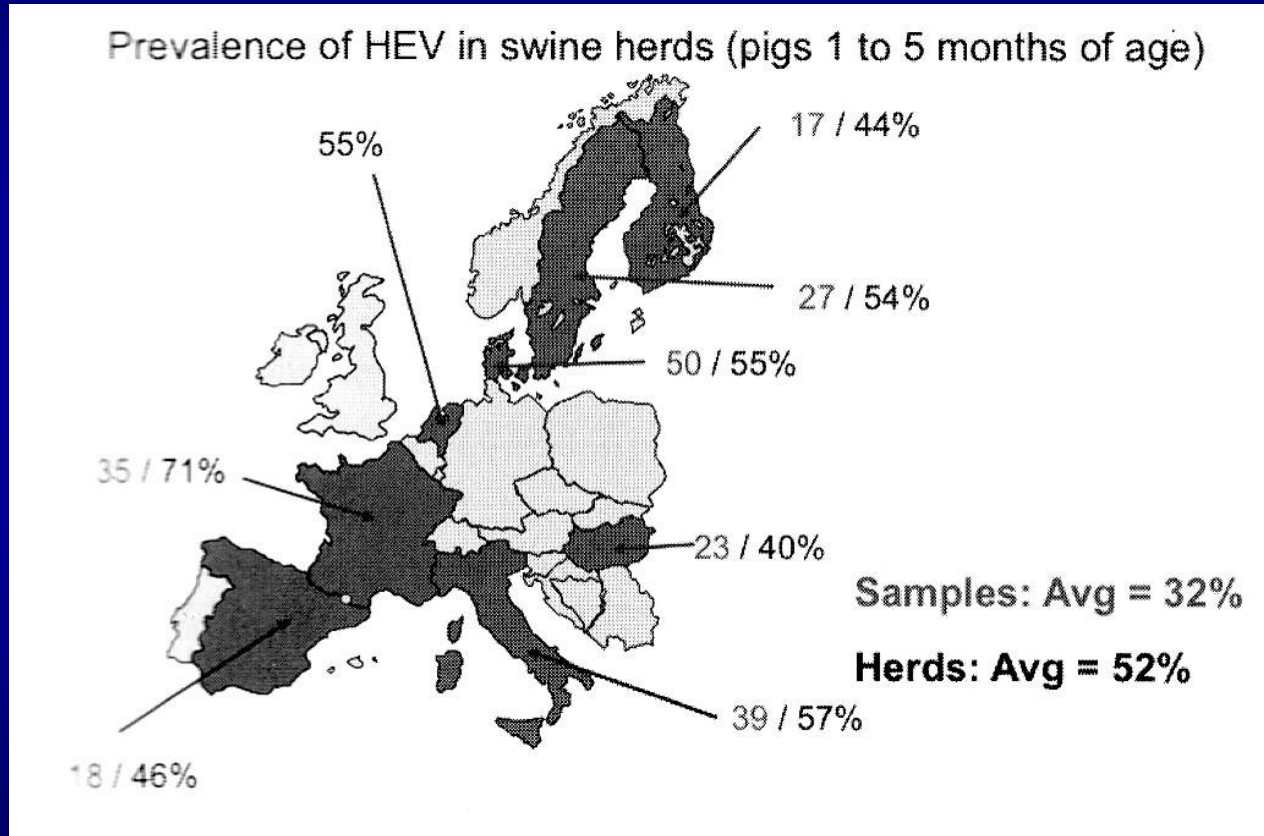 Prevalence of HEV in swine herds (pigs 1 to 5 months of age)
17 / 44%
55%
27 / 54%
50 / 55%
35 / 71%
23 / 40%
Samples: Avg = 32%
Herds: Avg = 52%
39 / 57%
18 / 46%